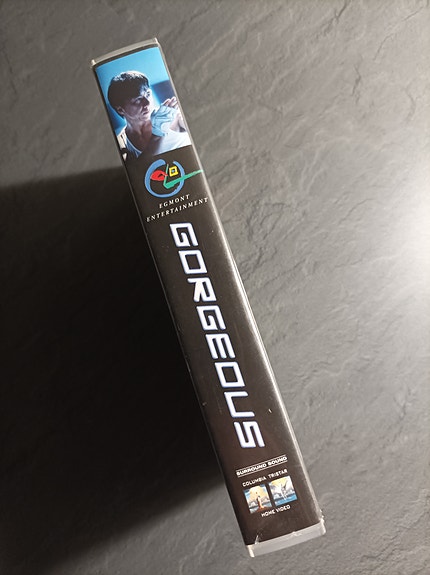 EGMONT
ENTERTAINMENT
GORGEOUS
SURROUND SOUND
COLUMBIA TRISTAR
HOME VIDEO